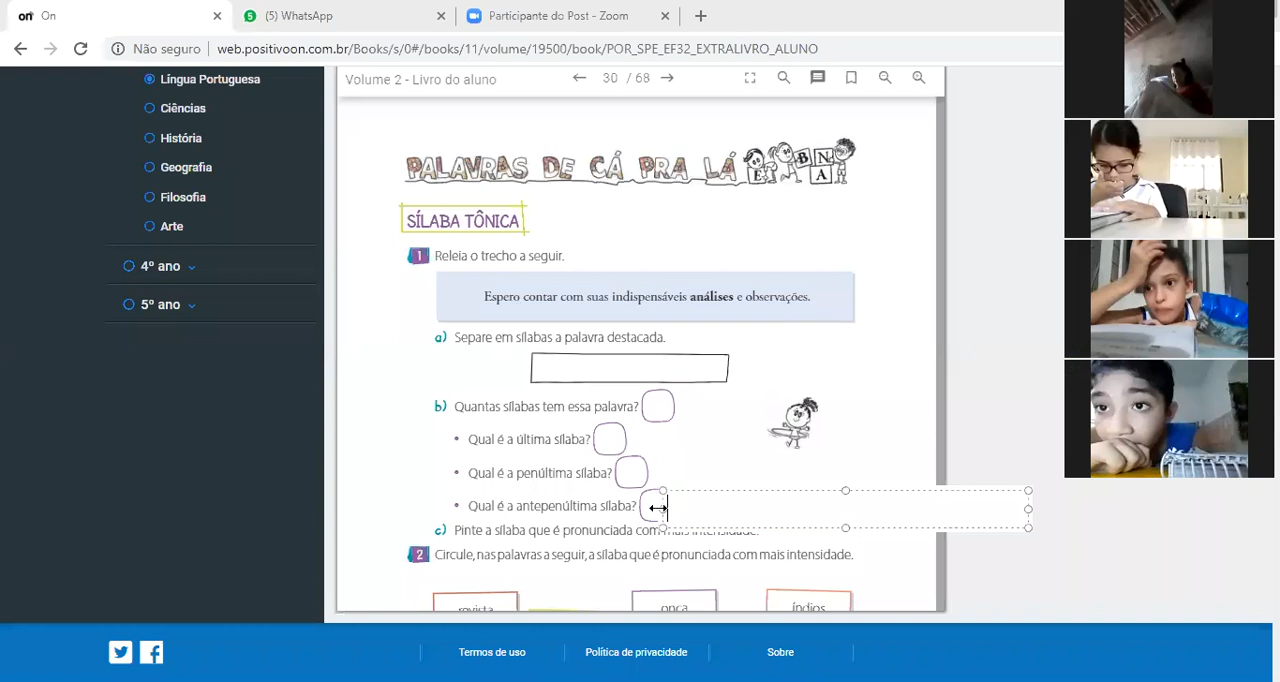 On
(5) WhatsApp
Participante do Post - Zoom
Não seguro
web.positivoon.com.br/Books/s/0#/books/11/volume/19500/book/POR_SPE_EF32_EXTRALIVRO_ALUNO
Língua Portuguesa
Ciências
História
Geografia
Filosofia
Arte
4º ano
5º ano
Volume 2 - Livro do aluno
30 / 68
PALAVRAS DE CÁ PRA LÁ
E B N A
SÍLABA TÔNICA
1 Releia o trecho a seguir.
Espero contar com suas indispensáveis análises e observações.
a) Separe em sílabas a palavra destacada.
b) Quantas sílabas tem essa palavra?
• Qual é a última sílaba?
• Qual é a penúltima sílaba?
• Qual é a antepenúltima sílaba?
c) Pinte a sílaba que é pronunciada com mais intensidade.
2 Circule, nas palavras a seguir, a sílaba que é pronunciada com mais intensidade.
revista onça índios
Termos de uso
Política de privacidade
Sobre